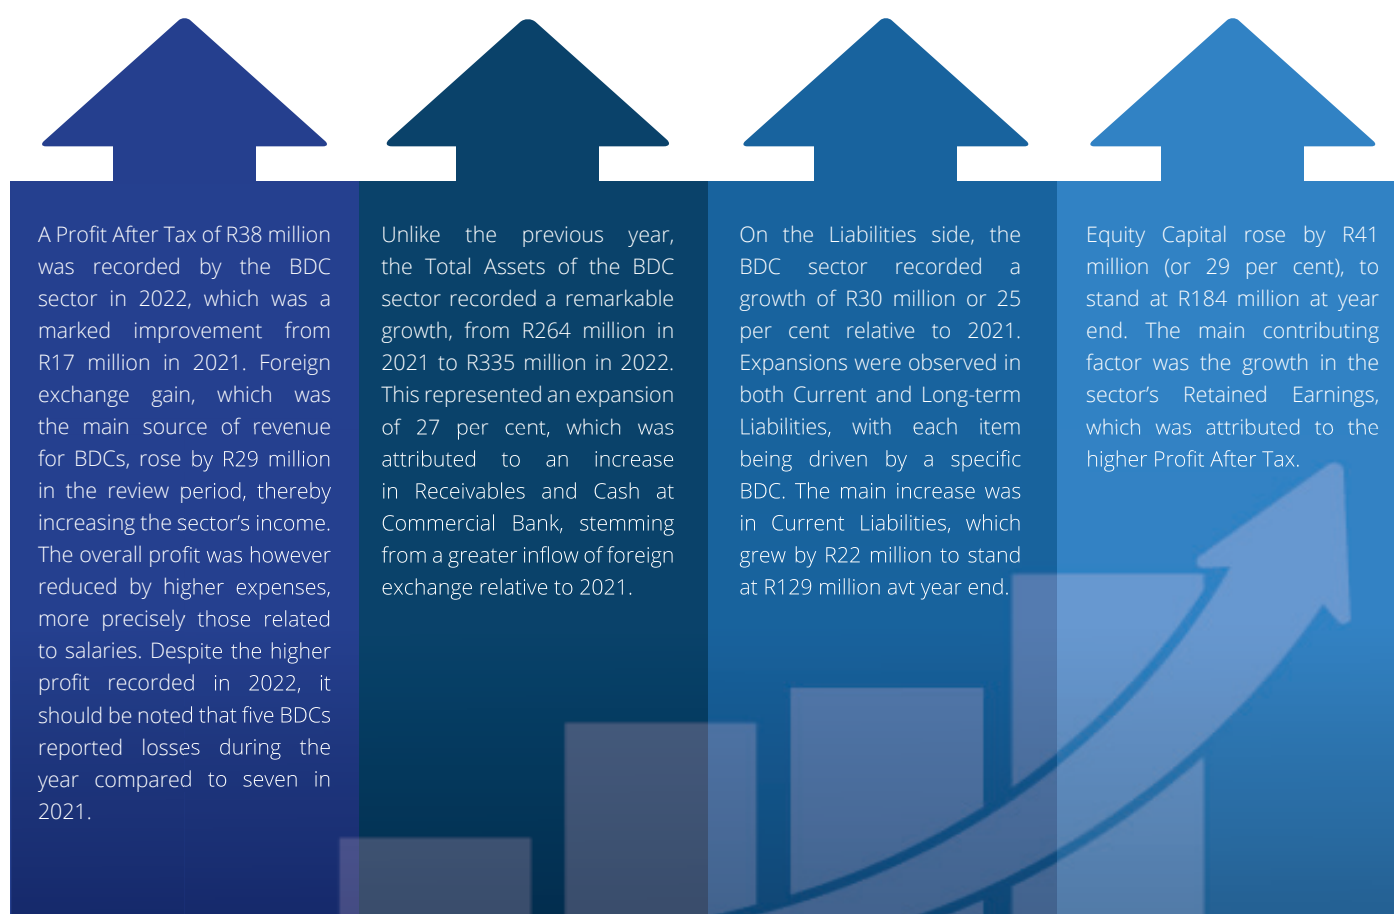 A Profit After Tax of R38 million
was recorded by the BDC
sector in 2022, which was a
marked improvement from
R17 million in 2021. Foreign
exchange gain, which was
the main source of revenue
for BDCs, rose by R29 million
in the review period, thereby
increasing the sector’s income.
The overall profit was however
reduced by higher expenses,
more precisely those related
to salaries. Despite the higher
profit recorded in 2022, it
should be noted that five BDCs
reported losses during the
year compared to seven in
2021.
Unlike the previous year,
the Total Assets of the BDC
sector recorded a remarkable
growth, from R264 million in
2021 to R335 million in 2022.
This represented an expansion
of 27 per cent, which was
attributed to an increase
in Receivables and Cash at
Commercial Bank, stemming
from a greater inflow of foreign
exchange relative to 2021.
On the Liabilities side, the
BDC sector recorded a
growth of R30 million or 25
per cent relative to 2021.
Expansions were observed in
both Current and Long-term
Liabilities, with each item
being driven by a specific
BDC. The main increase was
in Current Liabilities, which
grew by R22 million to stand
at R129 million avt year end.
Equity Capital rose by R41
million (or 29 per cent), to
stand at R184 million at year
end. The main contributing
factor was the growth in the
sector’s Retained Earnings,
which was attributed to the
higher Profit After Tax.